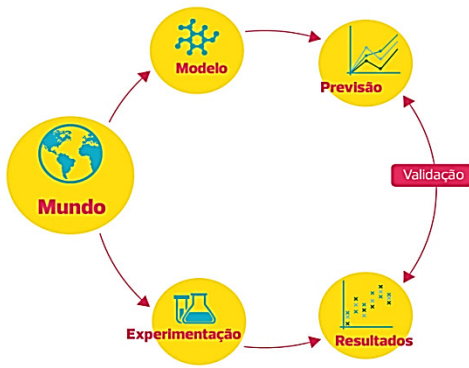 Modelo
Previsão
Validação
Mundo
Experimentação
Resultados